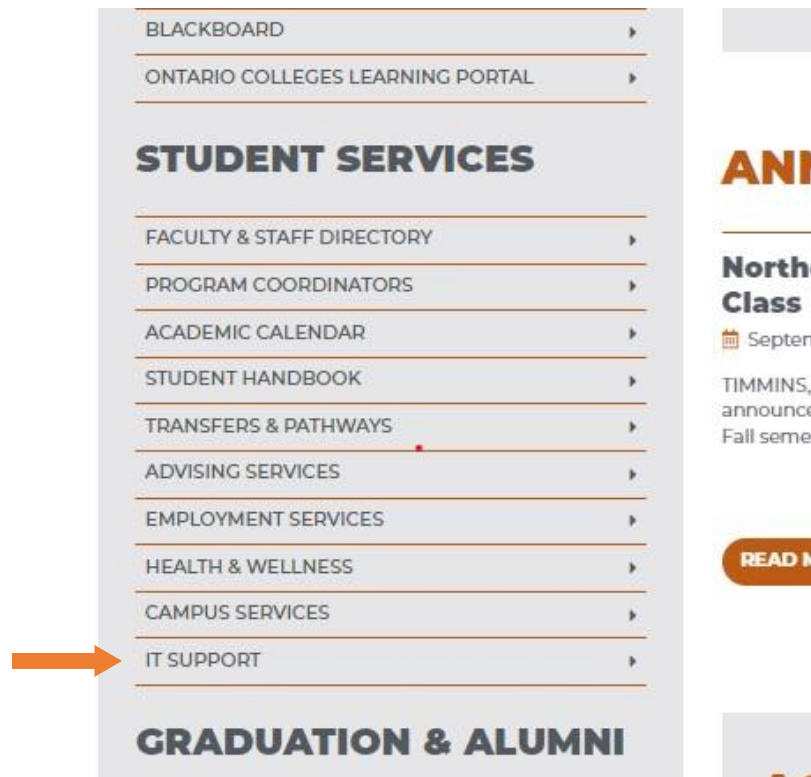 BLACKBOARD
ONTARIO COLLEGES LEARNING PORTAL
STUDENT SERVICES
FACULTY & STAFF DIRECTORY
PROGRAM COORDINATORS
ACADEMIC CALENDAR
STUDENT HANDBOOK
TRANSFERS & PATHWAYS
ADVISING SERVICES
EMPLOYMENT SERVICES
HEALTH & WELLNESS
CAMPUS SERVICES
IT SUPPORT
GRADUATION & ALUMNI
Class
TIMMINS,
Fall
READ